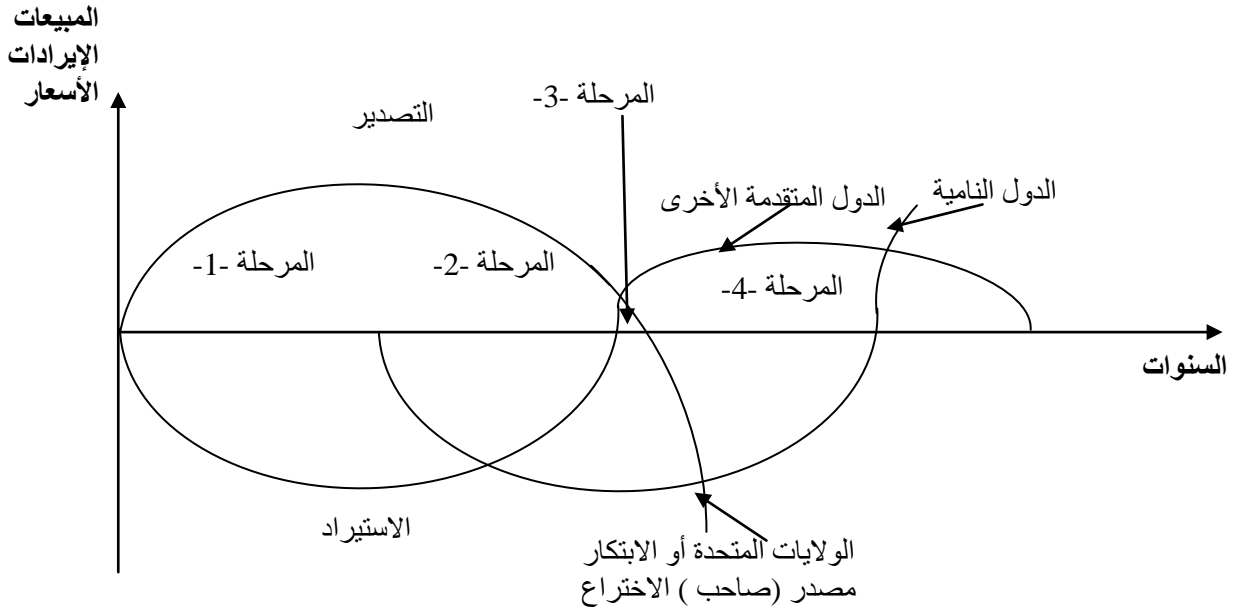 المبيعات
الإيرادات
الأسعار
المرحلة -3-
التصدير
الدول النامية
الدول المتقدمة الأخرى
المرحلة -1-
المرحلة -2-
المرحلة -4-
السنوات
الاستيراد
الولايات المتحدة أو الابتكار
مصدر (صاحب ) الاختراع